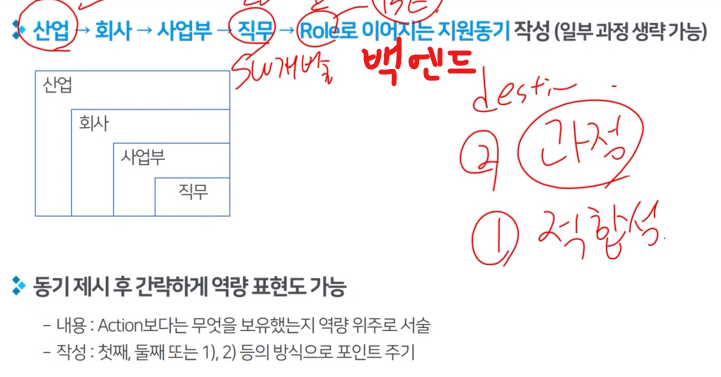 산업 → 회사 → 사업부 → 직무 → Role로 이어지는 지원동기 작성 (일부 과정 생략 가능)
SW개발 백엔드
산업
회사
사업부
직무
② 과정
① 적합성
동기 제시 후 간략하게 역량 표현도 가능
– 내용 : Action보다는 무엇을 보유했는지 역량 위주로 서술
– 작성 : 첫째, 둘째 또는 1), 2) 등의 방식으로 포인트 주기